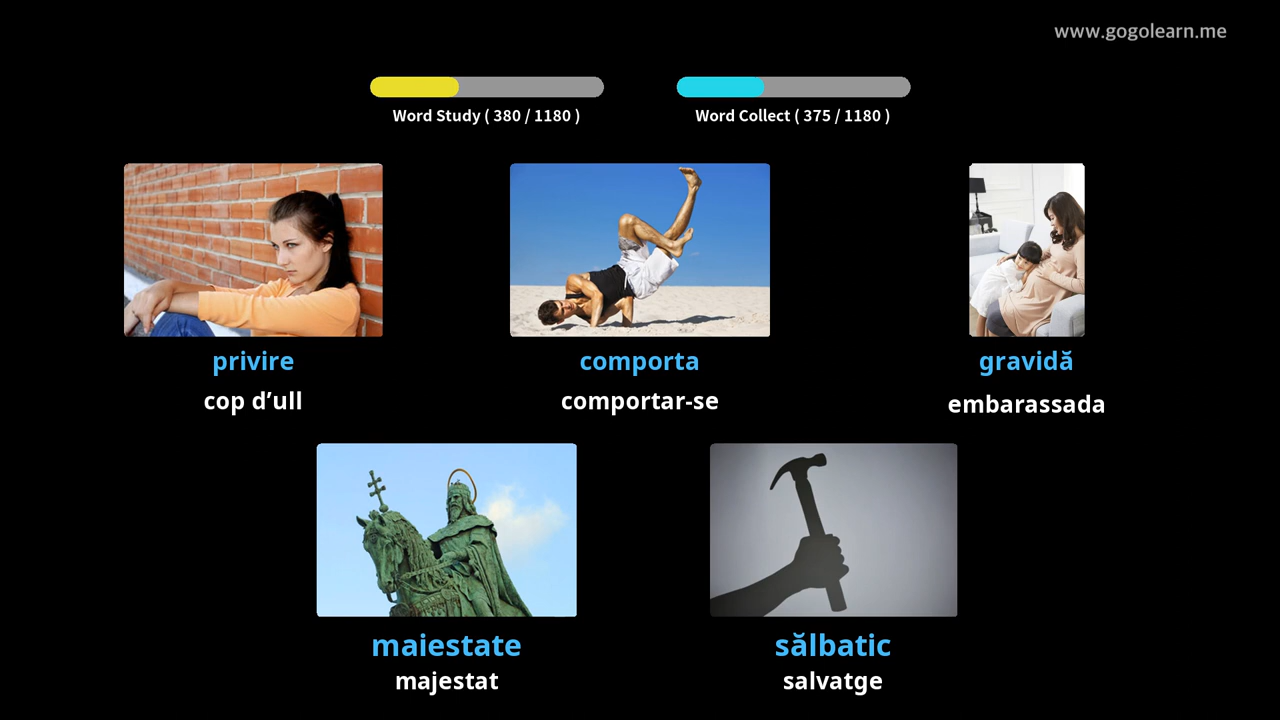 www.gogolearn.me
Word Study ( 380 / 1180 )
Word Collect ( 375 / 1180 )
privire
comporta
gravidă
cop d’ull
comportar-se
embarassada
maiestate
sălbatic
majestat
salvatge